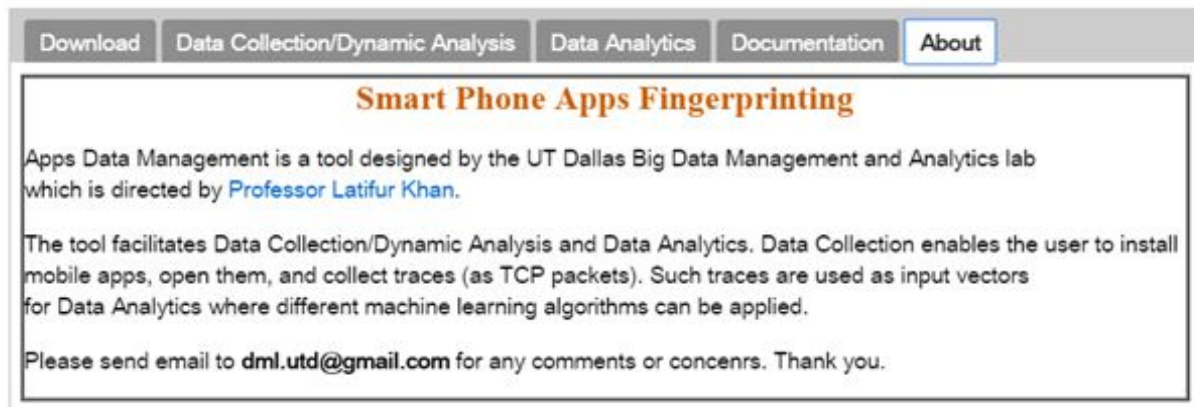 Download Data Collection/Dynamic Analysis Data Analytics Documentation About
Smart Phone Apps Fingerprinting
Apps Data Management is a tool designed by the UT Dallas Big Data Management and Analytics lab
which is directed by Professor Latifur Khan.
The tool facilitates Data Collection/Dynamic Analysis and Data Analytics. Data Collection enables the user to install
mobile apps, open them, and collect traces (as TCP packets). Such traces are used as input vectors
for Data Analytics where different machine learning algorithms can be applied.
Please send email to dml.utd@gmail.com for any comments or concenrs. Thank you.